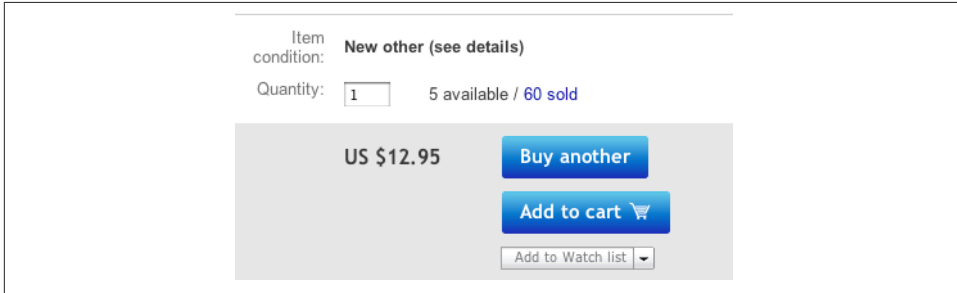 Item
condition:
New other (see details)
Quantity:
1
5 available / 60 sold
US $12.95
Buy another
Add to cart
Add to Watch list